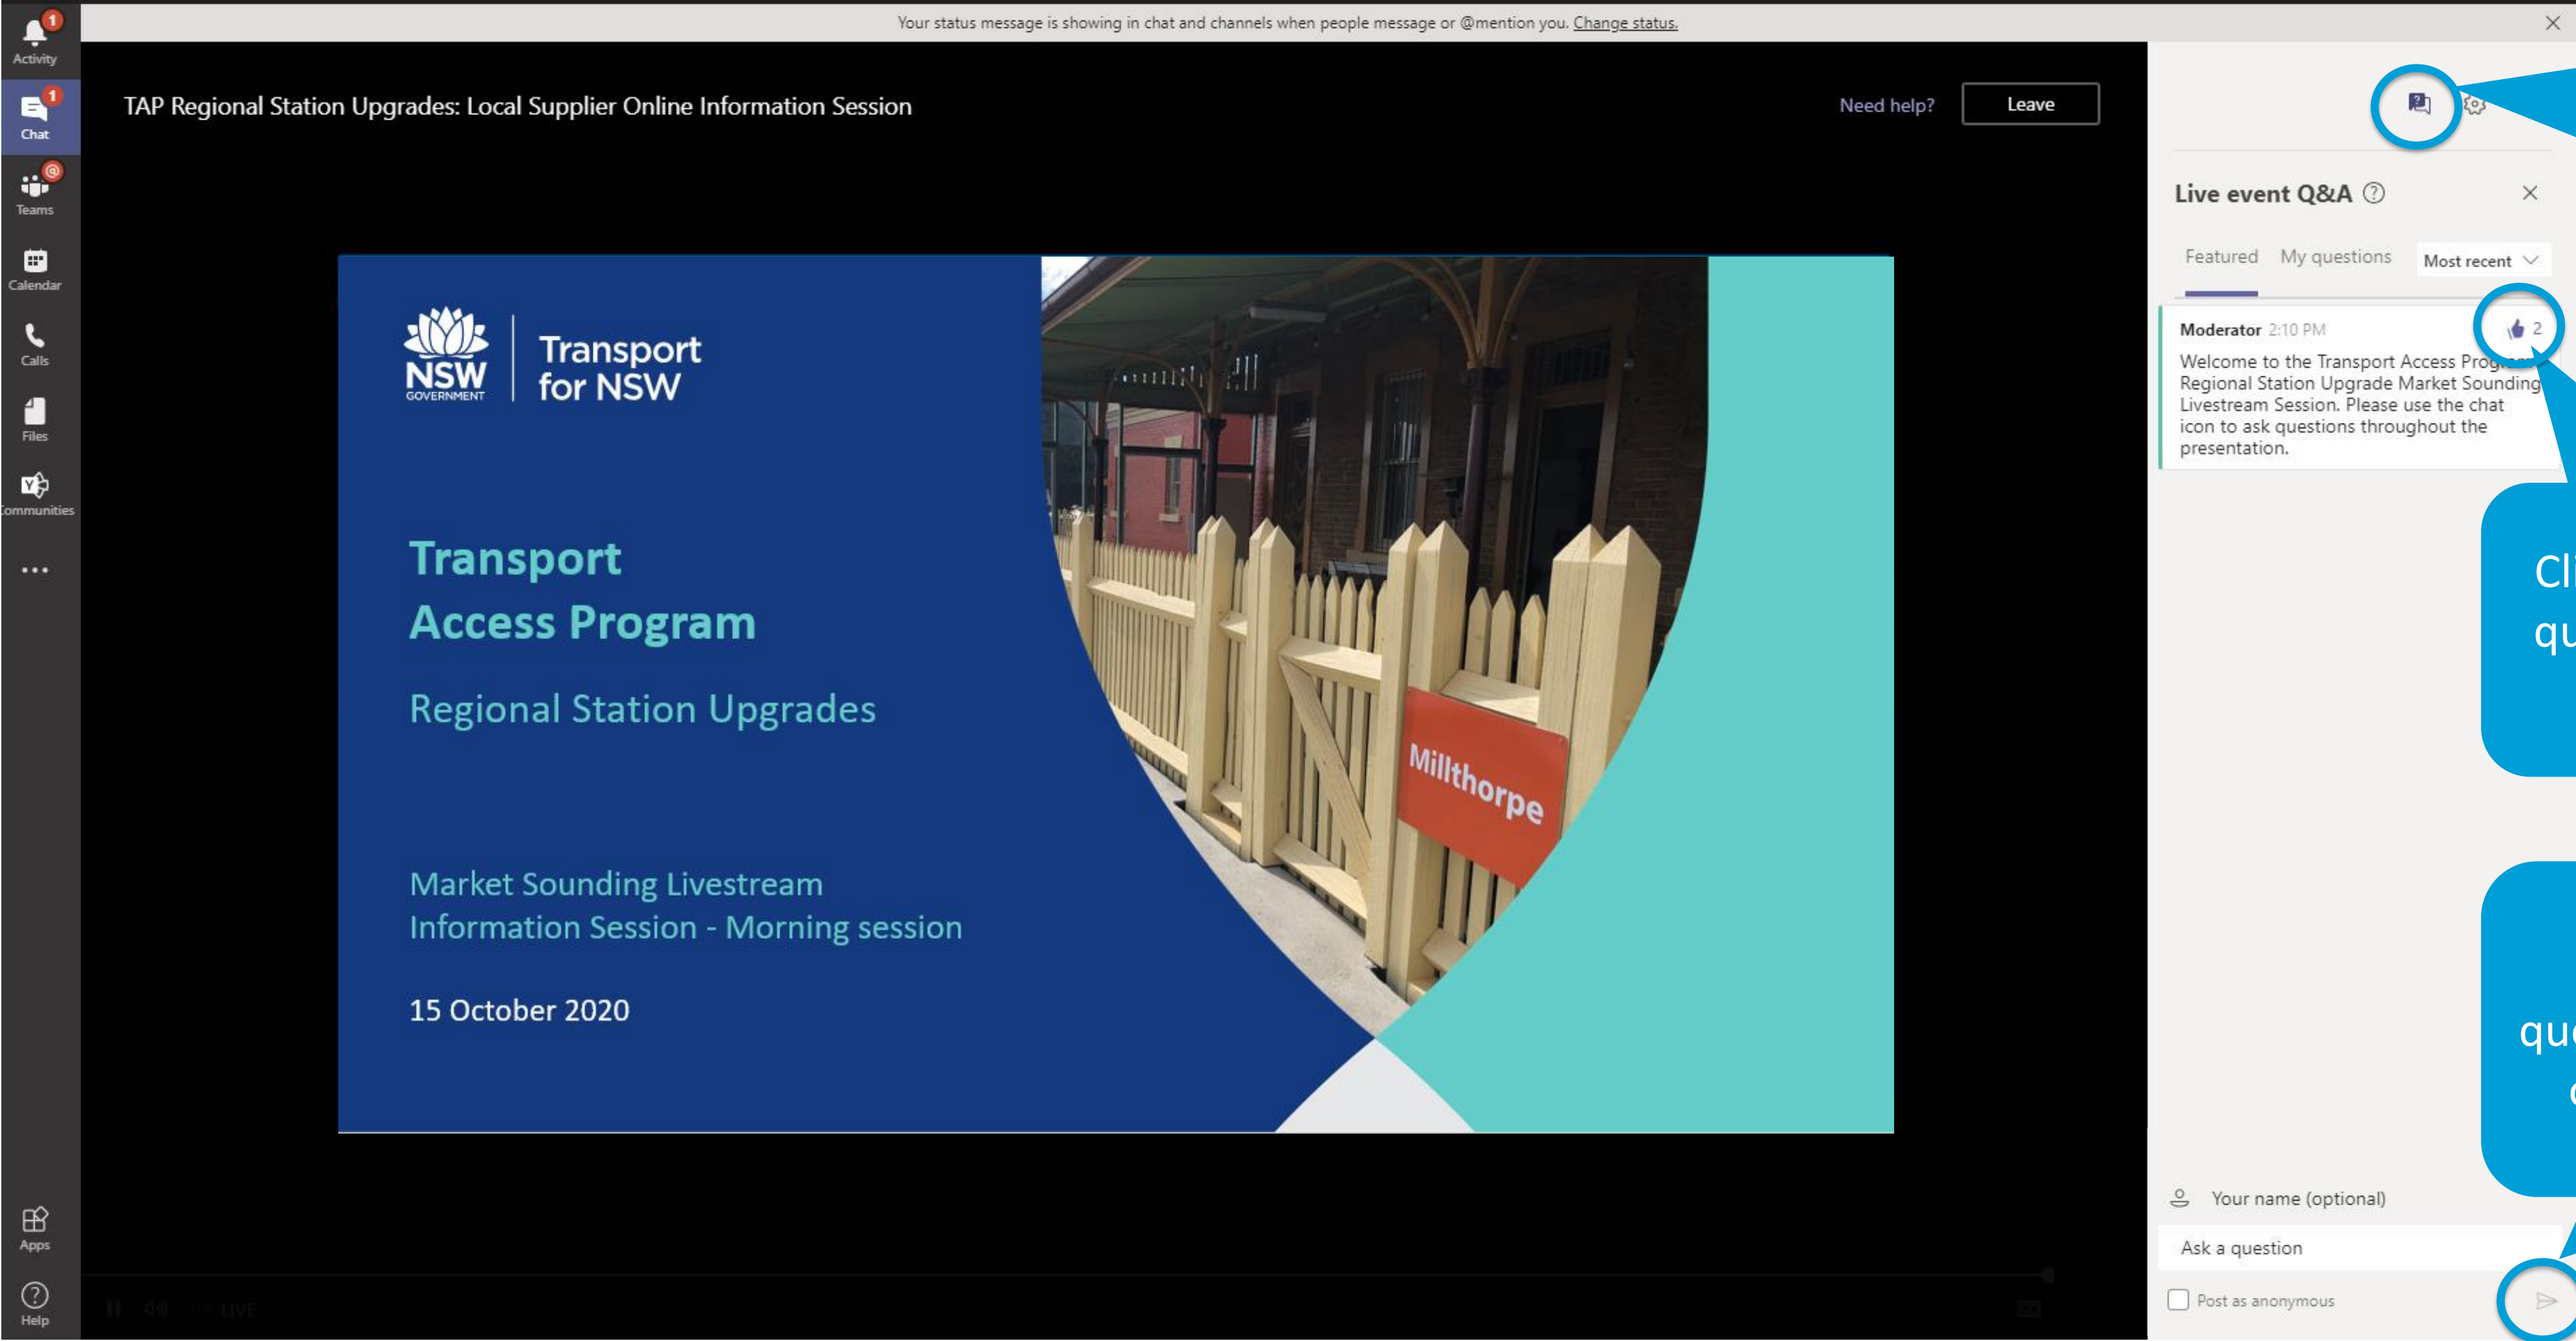 Your status message is showing in chat and channels when people message or @mention you. Change status.
1
Activity
1
Chat
@
Teams
Calendar
Calls
Files
Communities
Apps
Help
TAP Regional Station Upgrades: Local Supplier Online Information Session
Need help?
Leave
NSW
GOVERNMENT
Transport
for NSW
Transport
Access Program
Regional Station Upgrades
Market Sounding Livestream
Information Session - Morning session
15 October 2020
Millthorpe
LIVE
Live event Q&A
Featured My questions Most recent
Moderator 2:10 PM 2
Welcome to the Transport Access Program
Regional Station Upgrade Market Sounding
Livestream Session. Please use the chat
icon to ask questions throughout the
presentation.
Your name (optional)
Ask a question
Post as anonymous